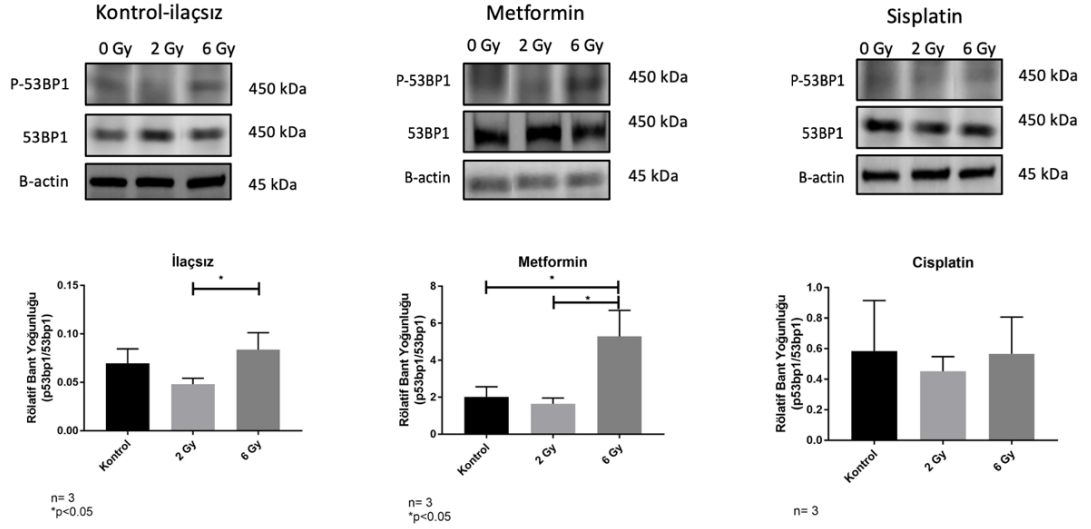 Kontrol-ilaçsız
0 Gy 2 Gy 6 Gy
P-53BP1
450 kDa
53BP1
450 kDa
B-actin
45 kDa
Metformin
0 Gy 2 Gy 6 Gy
P-53BP1
450 kDa
53BP1
450 kDa
B-actin
45 kDa
Sisplatin
0 Gy 2 Gy 6 Gy
P-53BP1
450 kDa
53BP1
450 kDa
B-actin
45 kDa
İlaçsız
*
0.15
0.10
0.05
0.00
Rölatif Bant Yoğunluğu
(p53bp1/53bp1)
Kontrol
2 Gy
6 Gy
n= 3
*p<0.05
Metformin
*
*
8
6
4
2
0
Rölatif Bant Yoğunluğu
(p53bp1/53bp1)
Kontrol
2 Gy
6 Gy
n= 3
*p<0.05
Cisplatin
1.0
0.8
0.6
0.4
0.2
0.0
Rölatif Bant Yoğunluğu
(p53bp1/53bp1)
Kontrol
2 Gy
6 Gy
n= 3